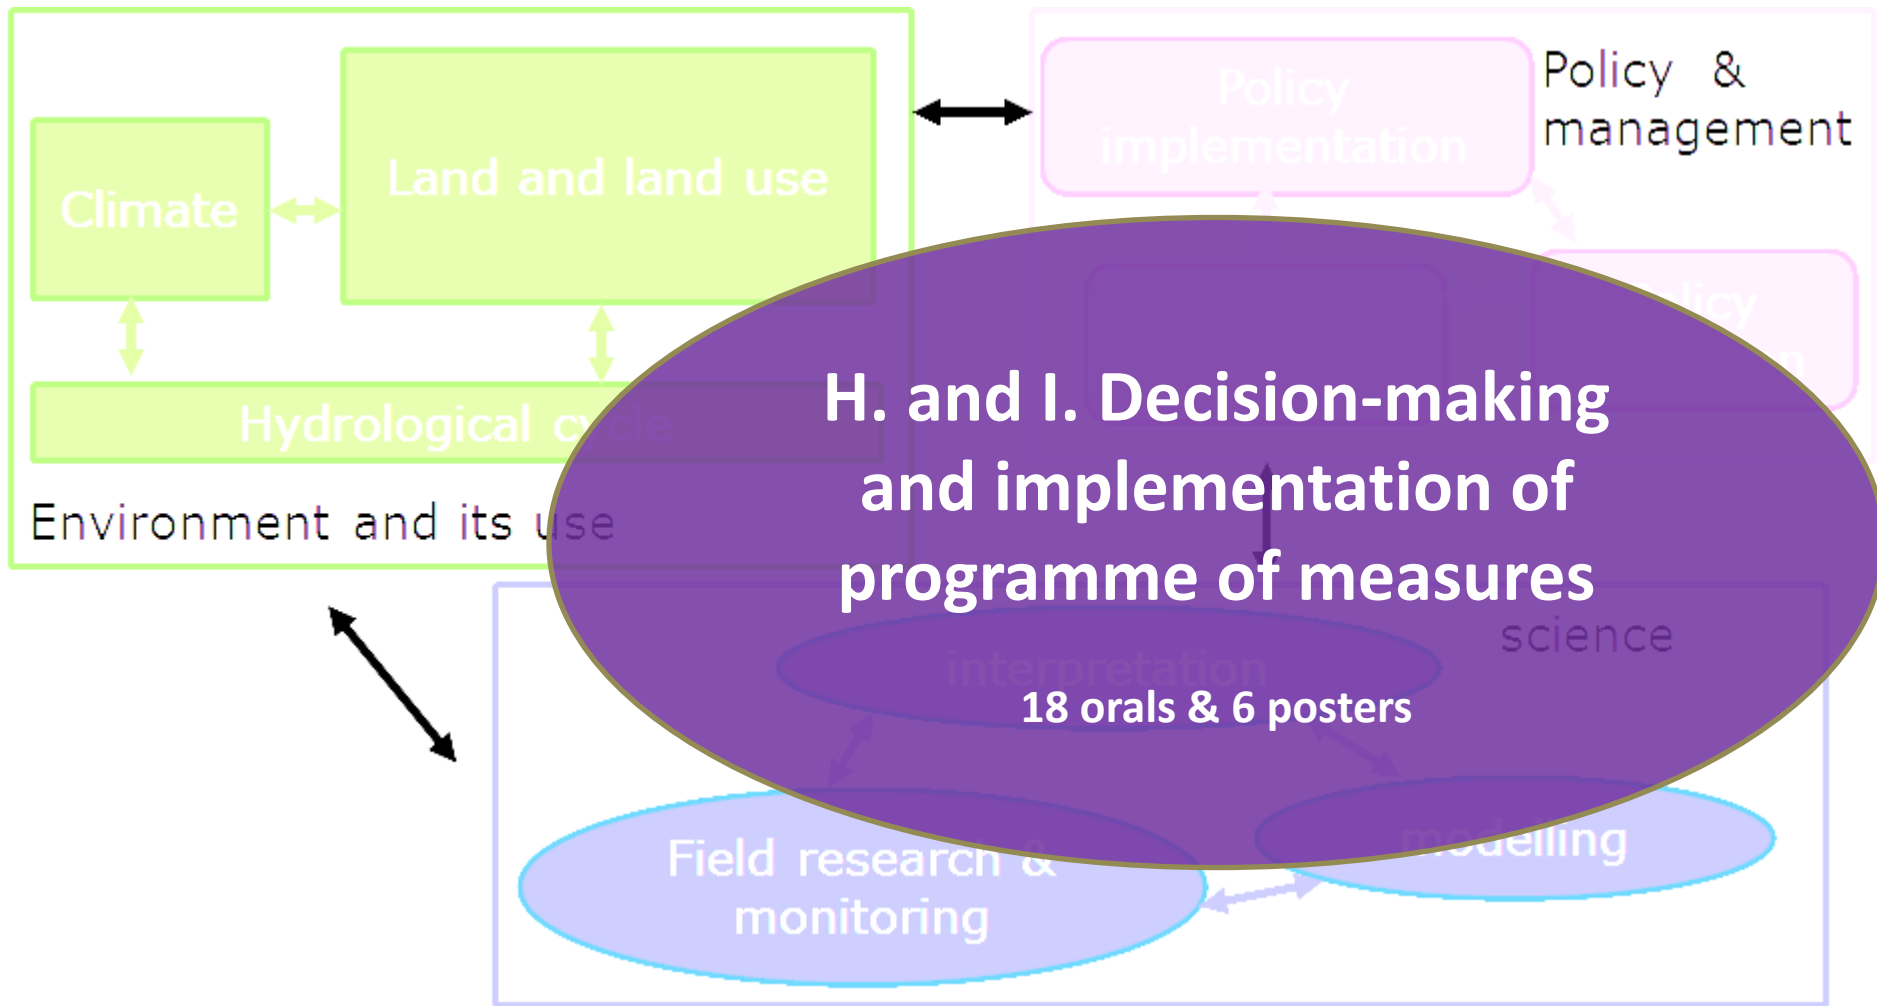 Policy
implementation
Policy &
management
Land and land use
Climate
Hydrological cycle
Environment and its use
H. and I. Decision-making
and implementation of
programme of measures
18 orals & 6 posters
science
interpretation
Field research &
monitoring
modelling